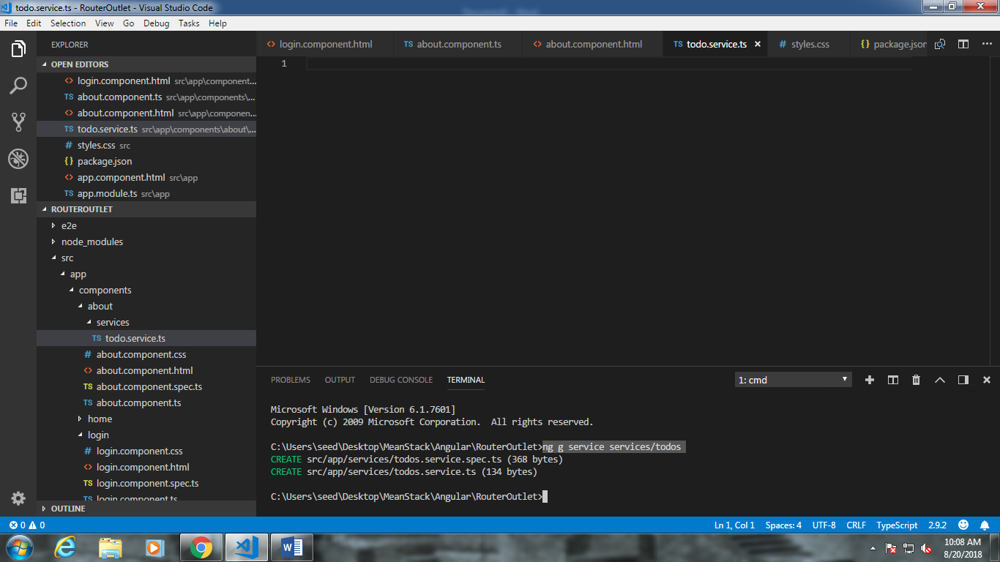 todo.service.ts - RouterOutlet - Visual Studio Code
File Edit Selection View Go Debug Tasks Help
EXPLORER
OPEN EDITORS
<> login.component.html src\app\component...
TS about.component.ts src\app\components\...
<> about.component.html src\app\componen...
TS todo.service.ts src\app\components\about\...
# styles.css src
{} package.json
<> app.component.html src\app
TS app.module.ts src\app
ROUTEROUTLET
e2e
node_modules
src
app
components
about
services
TS todo.service.ts
# about.component.css
<> about.component.html
TS about.component.spec.ts
TS about.component.ts
home
login
# login.component.css
<> login.component.html
TS login.component.spec.ts
TS login.component.ts
OUTLINE
<> login.component.html TS about.component.ts <> about.component.html TS todo.service.ts × # styles.css {} package.json ...
1
PROBLEMS OUTPUT DEBUG CONSOLE TERMINAL 1: cmd
Microsoft Windows [Version 6.1.7601]
Copyright (c) 2009 Microsoft Corporation. All rights reserved.
C:\Users\seed\Desktop\MeanStack\Angular\RouterOutlet>ng g service services/todos
CREATE src/app/services/todos.service.spec.ts (368 bytes)
CREATE src/app/services/todos.service.ts (134 bytes)
C:\Users\seed\Desktop\MeanStack\Angular\RouterOutlet>
0 0 Ln 1, Col 1 Spaces: 4 UTF-8 CRLF TypeScript 2.9.2
10:08 AM
8/20/2018